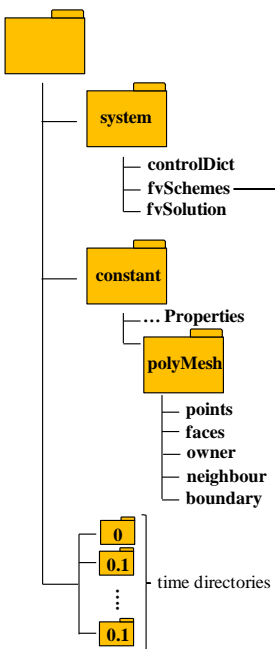 system
controlDict
fvSchemes
fvSolution
constant
... Properties
polyMesh
points
faces
owner
neighbour
boundary
0
0.1
time directories
0.1